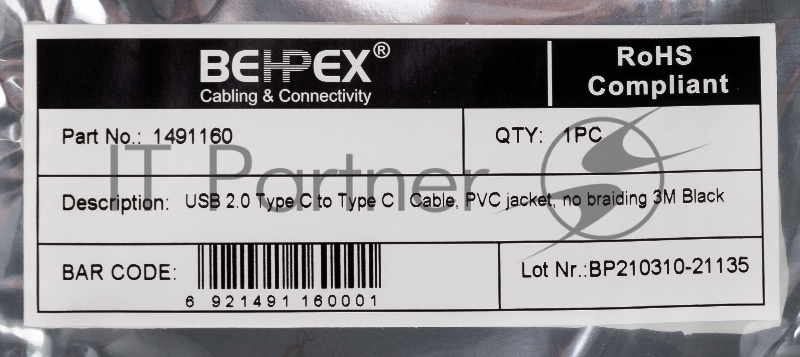 BEHPEX®
Cabling & Connectivity
RoHS
Compliant
Part No.: 1491160
QTY: 1PC
IT Partner
Description: USB 2.0 Type C to Type C Cable, PVC jacket, no braiding 3M Black
BAR CODE:
6 921491 160001
Lot Nr.:BP210310-21135